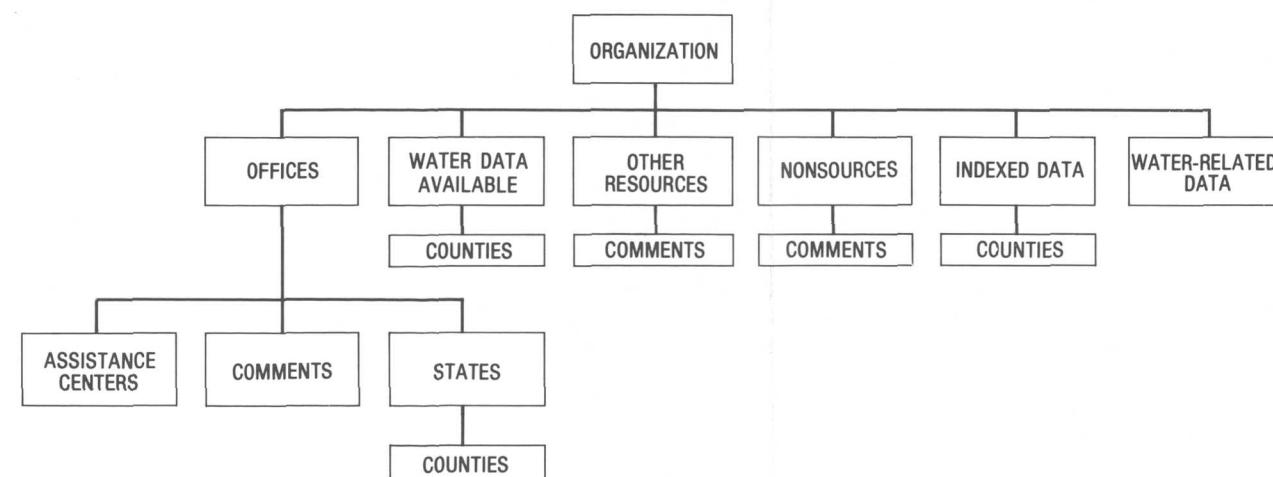 ORGANIZATION
OFFICES
WATER DATA
AVAILABLE
OTHER
RESOURCES
NONSOURCES
INDEXED DATA
WATER-RELATED
DATA
COUNTIES
COMMENTS
COMMENTS
COUNTIES
ASSISTANCE
CENTERS
COMMENTS
STATES
COUNTIES